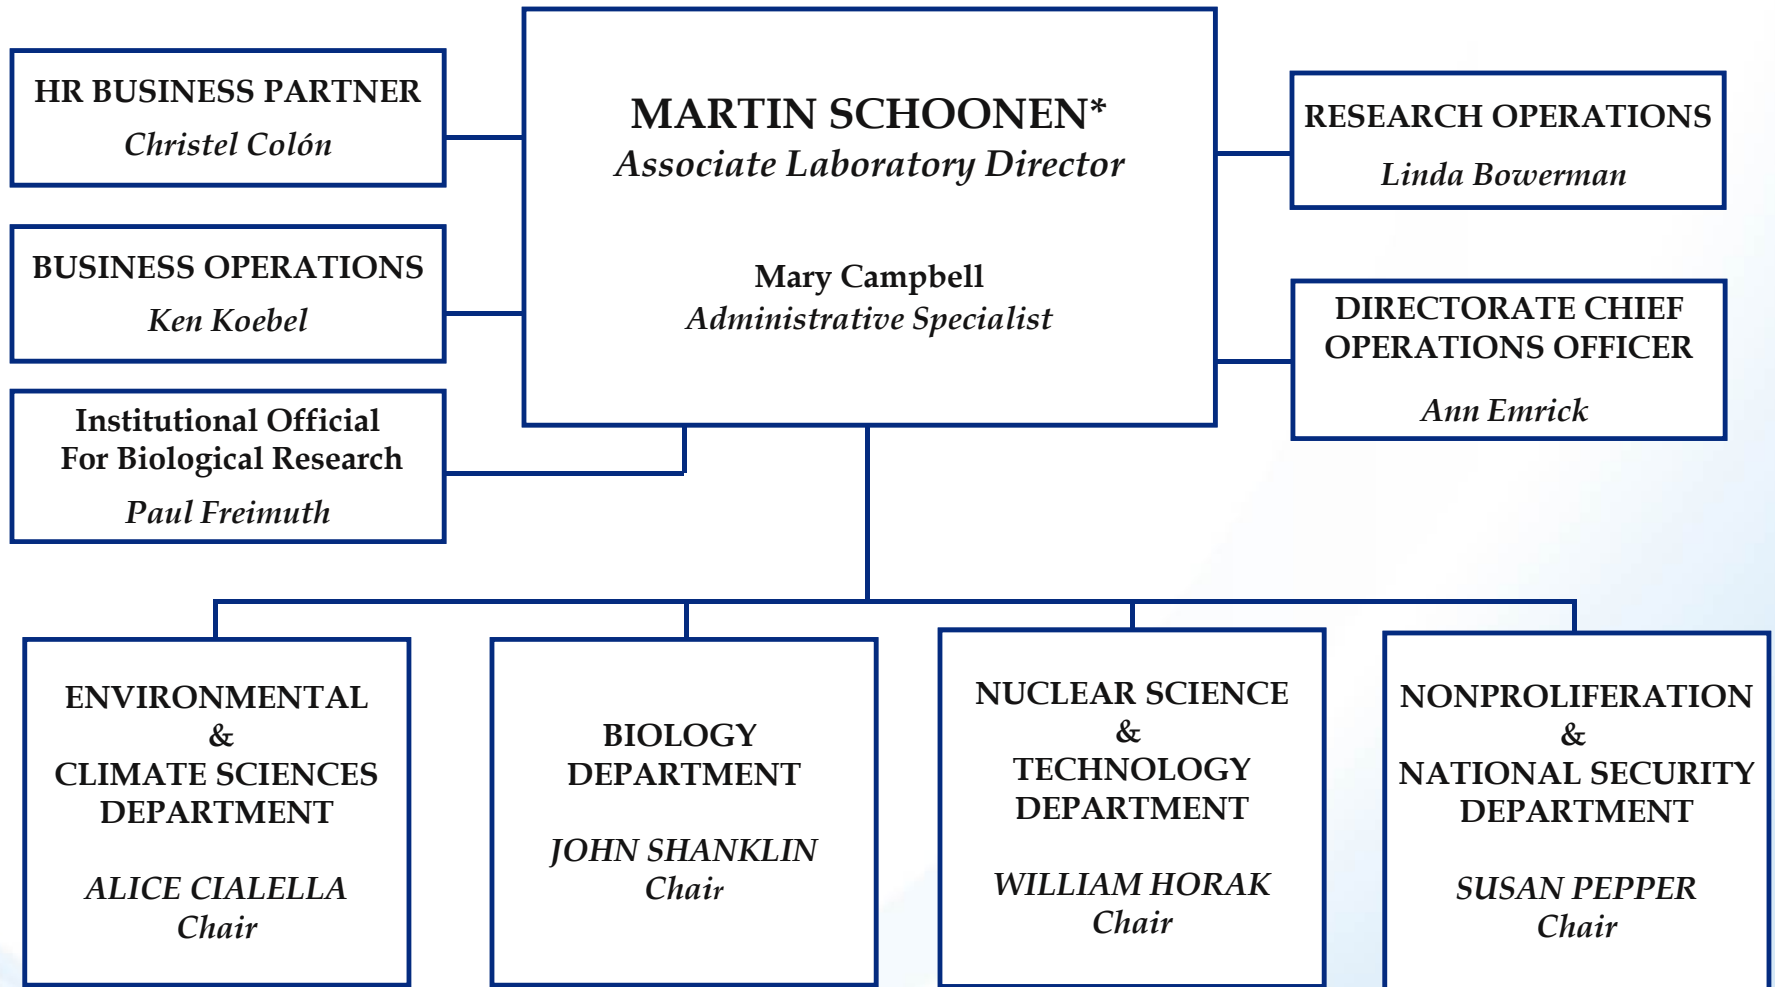 HR BUSINESS PARTNER
Christel Colón
BUSINESS OPERATIONS
Ken Koebel
Institutional Official
For Biological Research
Paul Freimuth
MARTIN SCHOONEN*
Associate Laboratory Director
Mary Campbell
Administrative Specialist
RESEARCH OPERATIONS
Linda Bowerman
DIRECTORATE CHIEF
OPERATIONS OFFICER
Ann Emrick
ENVIRONMENTAL
&
CLIMATE SCIENCES
DEPARTMENT
ALICE CIALELLA
Chair
BIOLOGY
DEPARTMENT
JOHN SHANKLIN
Chair
NUCLEAR SCIENCE
&
TECHNOLOGY
DEPARTMENT
WILLIAM HORAK
Chair
NONPROLIFERATION
&
NATIONAL SECURITY
DEPARTMENT
SUSAN PEPPER
Chair